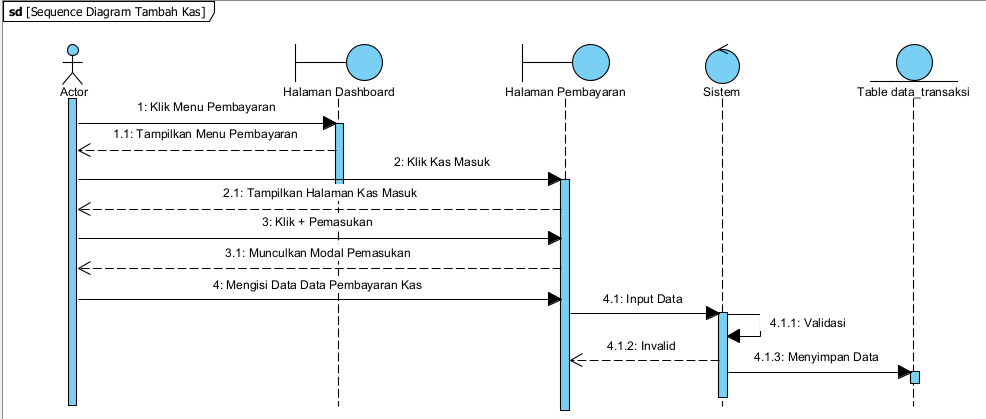 sd [Sequence Diagram Tambah Kas]
Actor
Halaman Dashboard
Halaman Pembayaran
Sistem
Table data_transaksi
1: Klik Menu Pembayaran
1.1: Tampilkan Menu Pembayaran
2: Klik Kas Masuk
2.1: Tampilkan Halaman Kas Masuk
3: Klik + Pemasukan
3.1: Munculkan Modal Pemasukan
4: Mengisi Data Data Pembayaran Kas
4.1: Input Data
4.1.1: Validasi
4.1.2: Invalid
4.1.3: Menyimpan Data